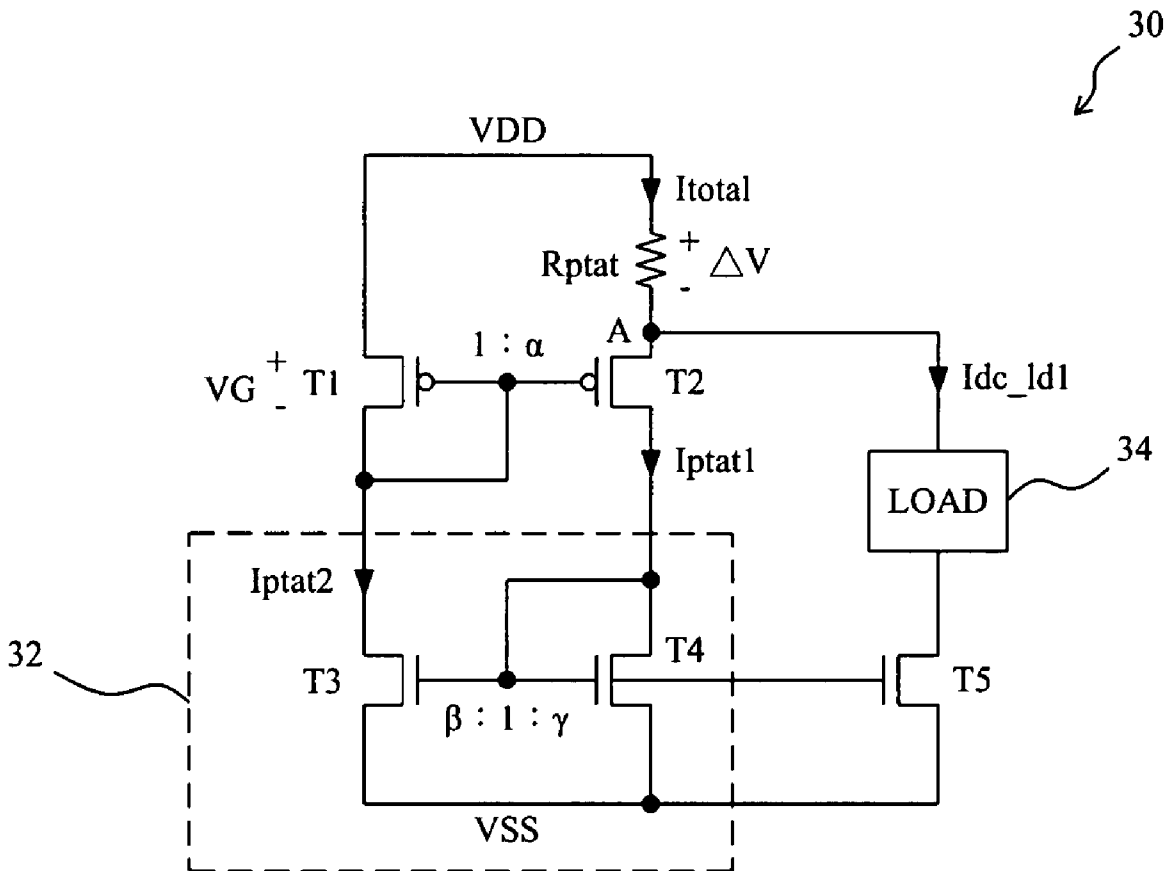 30
VDD
Itotal
Rptat
+
-
△V
A
1 : α
VG
+
-
T1
T2
Idc_ld1
Iptat1
34
LOAD
Iptat2
32
T3
T4
T5
β : 1 : γ
VSS